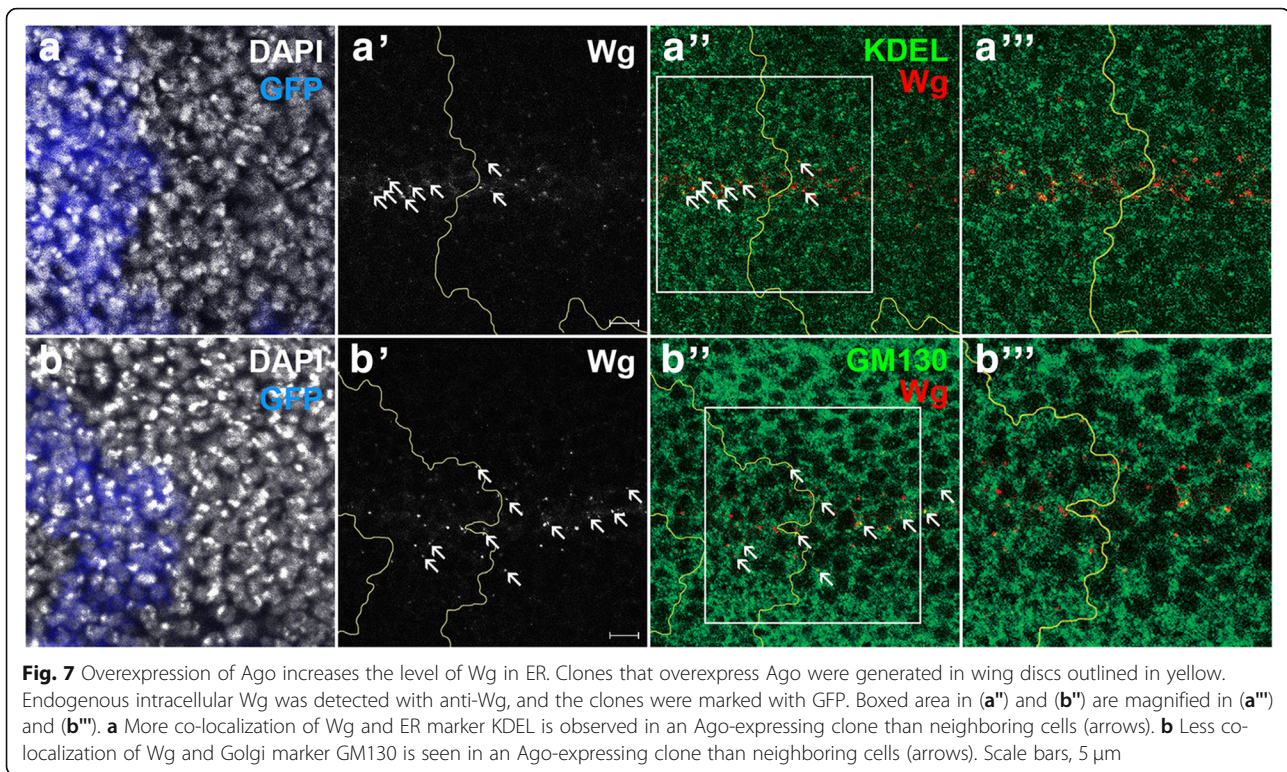 a
DAPI
GFP
a'
Wg
a''
KDEL
Wg
a'''
b
DAPI
GFP
b'
Wg
b''
GM130
Wg
b'''
Fig. 7 Overexpression of Ago increases the level of Wg in ER. Clones that overexpress Ago were generated in wing discs outlined in yellow.
Endogenous intracellular Wg was detected with anti-Wg, and the clones were marked with GFP. Boxed area in (a") and (b") are magnified in (a"')
and (b"'). a More co-localization of Wg and ER marker KDEL is observed in an Ago-expressing clone than neighboring cells (arrows). b Less co-
localization of Wg and Golgi marker GM130 is seen in an Ago-expressing clone than neighboring cells (arrows). Scale bars, 5 μm